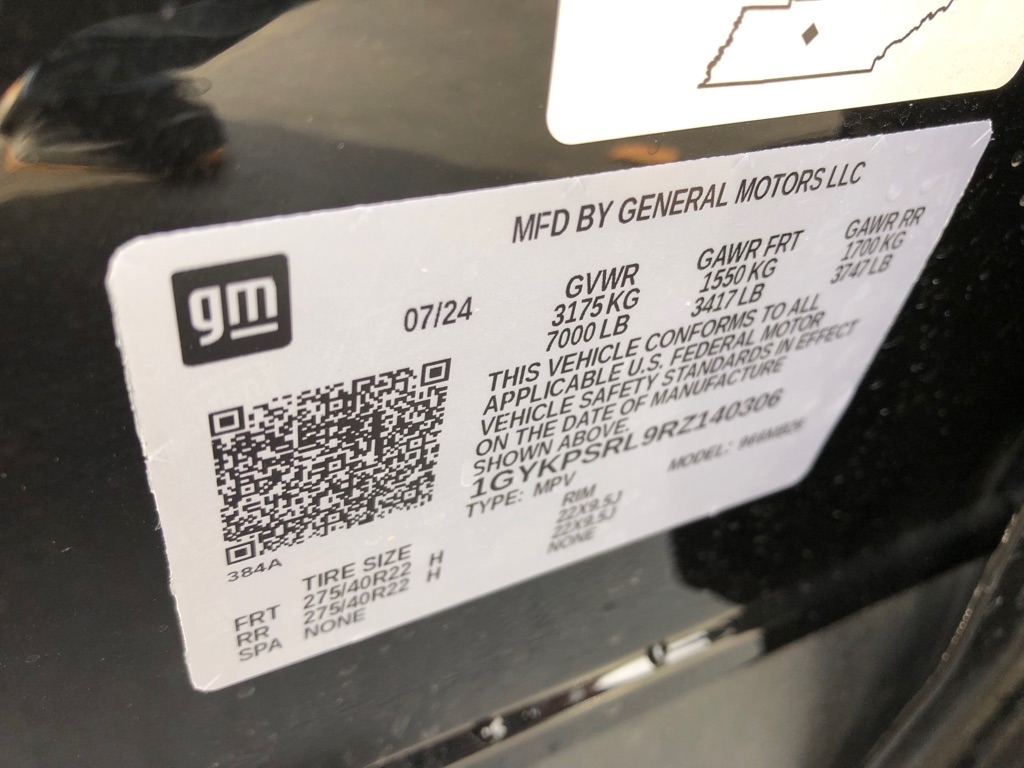 MFD BY GENERAL MOTORS LLC
gm
07/24
GVWR
3175 KG
7000 LB
GAWR FRT
1550 KG
3417 LB
GAWR RR
1700 KG
3747 LB
THIS VEHICLE CONFORMS TO ALL
APPLICABLE U.S. FEDERAL MOTOR
VEHICLE SAFETY STANDARDS IN EFFECT
ON THE DATE OF MANUFACTURE
SHOWN ABOVE.
1GYKPSRL9RZ140306
TYPE: MPV
MODEL:
384A
TIRE SIZE
RIM
FRT 275/40R22 H 22X9.5J
RR 275/40R22 H 22X9.5J
SPA NONE NONE